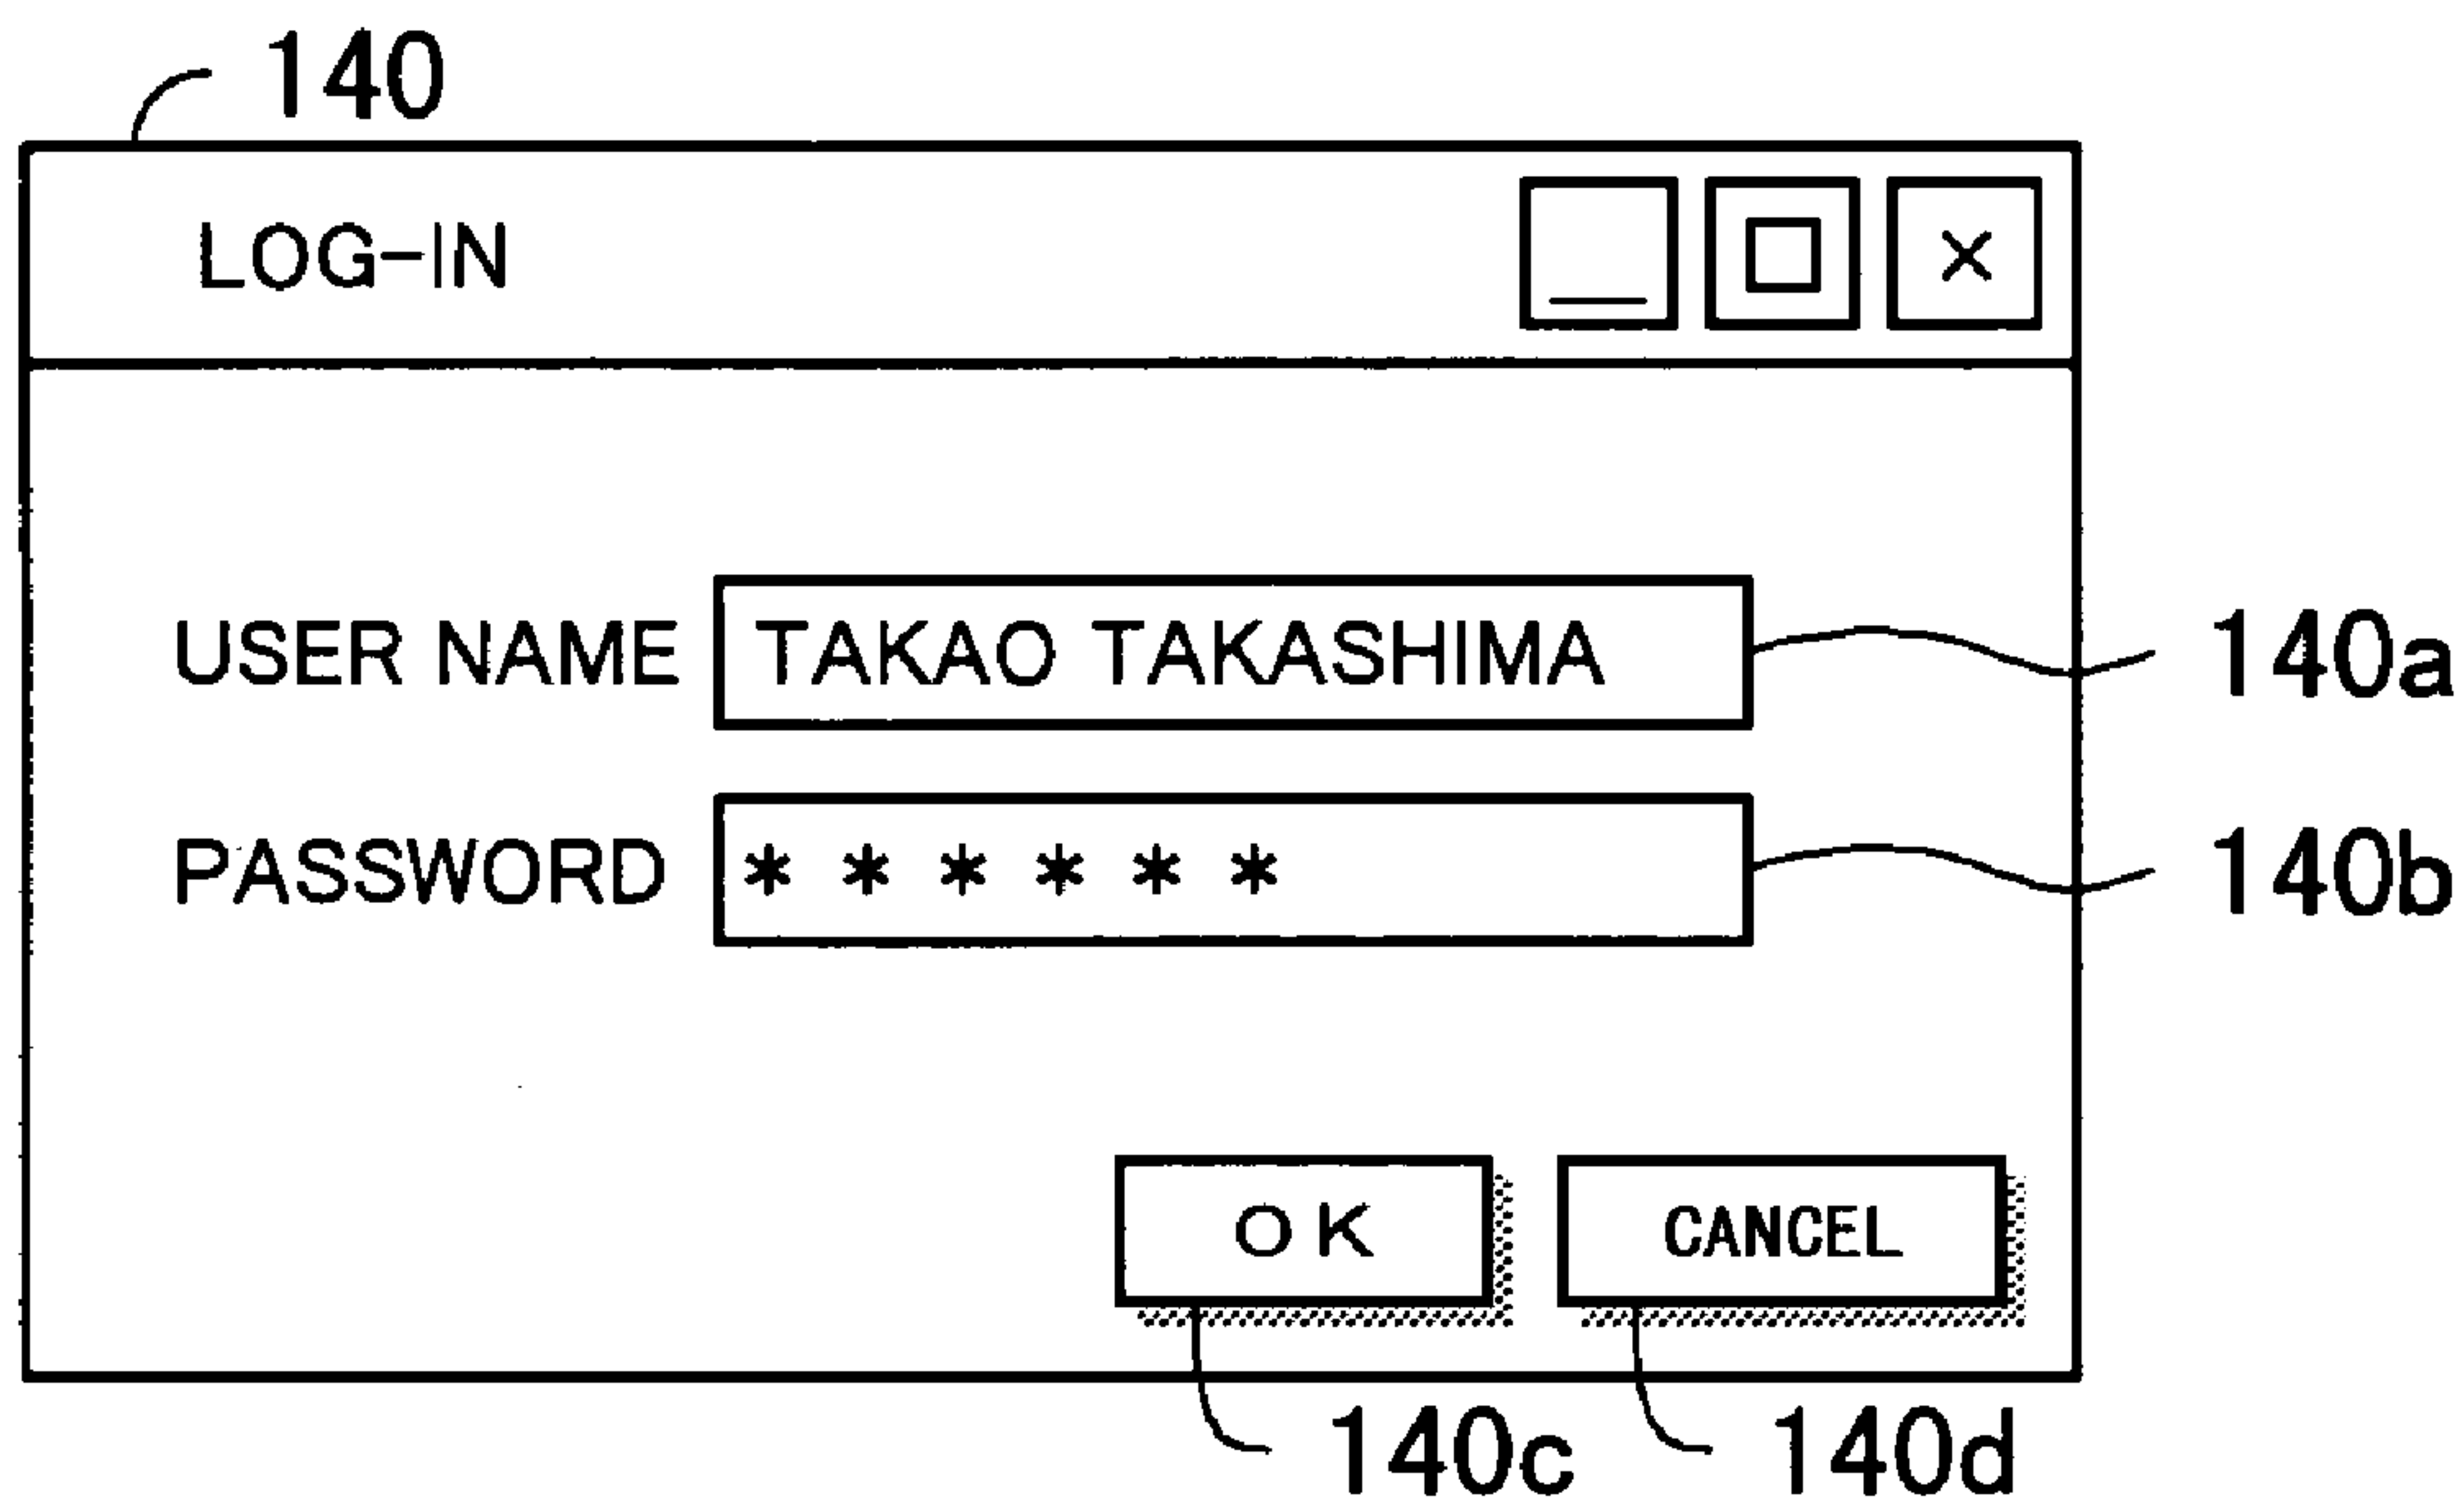 140
LOG-IN
USER NAME TAKAO TAKASHIMA 140a
PASSWORD ****** 140b
OK CANCEL
140c 140d